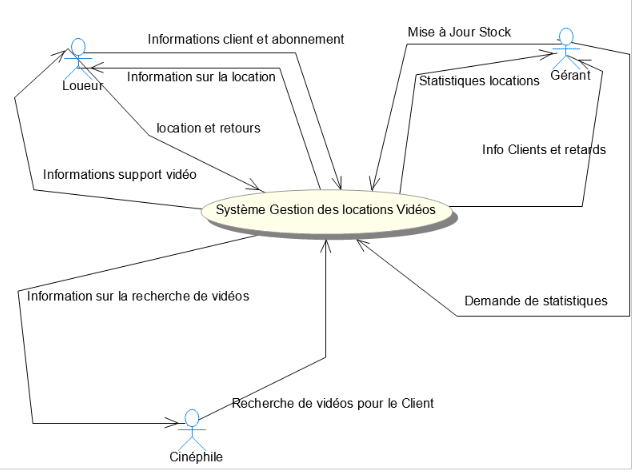 Informations client et abonnement
Mise à Jour Stock
Information sur la location
Statistiques locations
Loueur
Gérant
location et retours
Info Clients et retards
Informations support vidéo
Système Gestion des locations Vidéos
Information sur la recherche de vidéos
Demande de statistiques
Recherche de vidéos pour le Client
Cinéphile